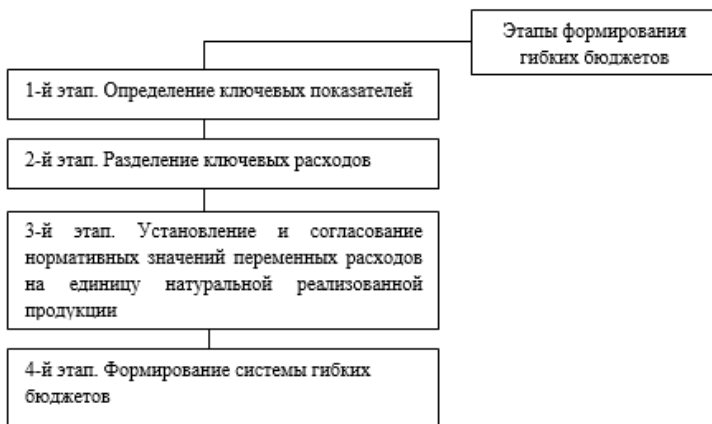 Этапы формирования
гибких бюджетов
1-й этап. Определение ключевых показателей
2-й этап. Разделение ключевых расходов
3-й этап. Установление и согласование
нормативных значений переменных расходов
на единицу натуральной реализованной
продукции
4-й этап. Формирование системы гибких
бюджетов